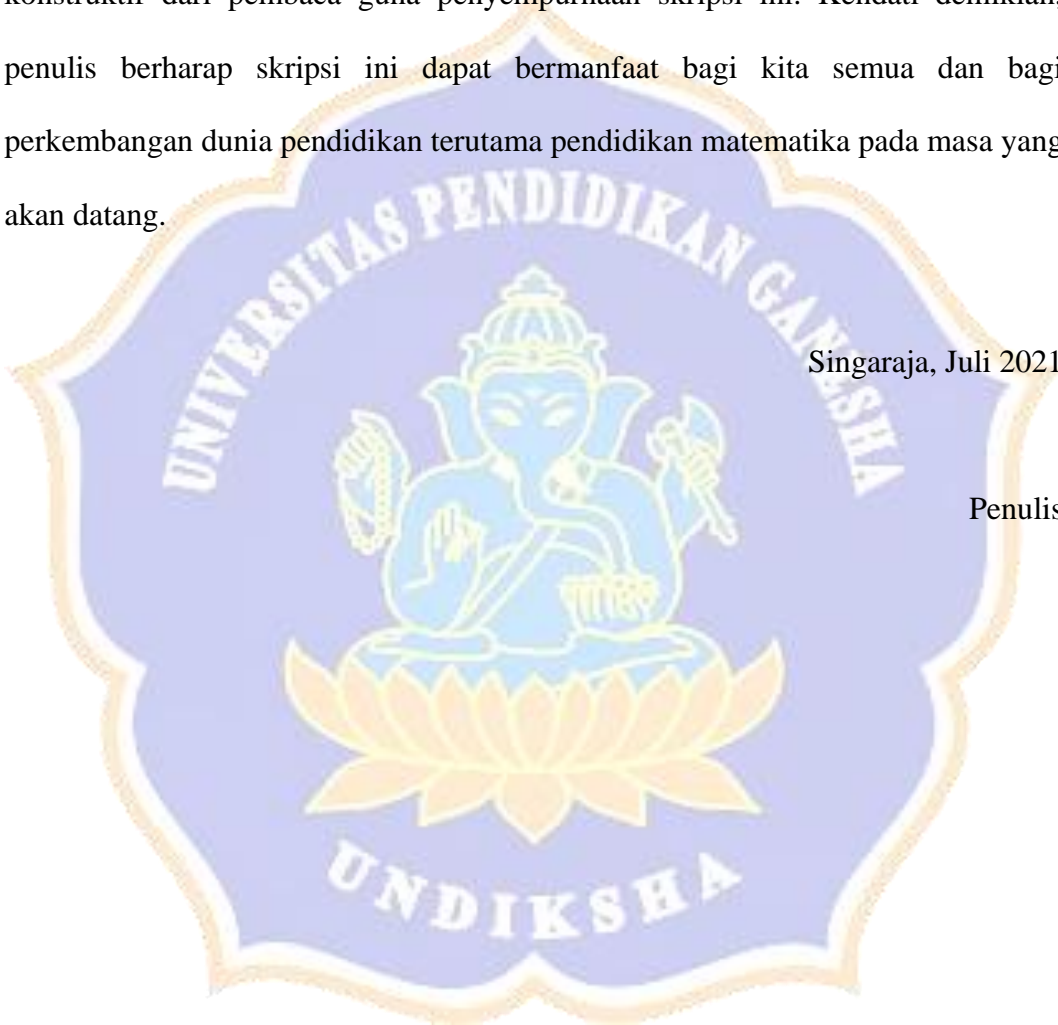 konstruktif dari pembaca guna penyempurnaan skripsi ini. Kendati demikian,
penulis berharap skripsi ini dapat bermanfaat bagi kita semua dan bagi
perkembangan dunia pendidikan terutama pendidikan matematika pada masa yang
akan datang.
UNIVERSITAS PENDIDIKAN GANESHA
Singaraja, Juli 2021
Penulis
UNDIKSHA